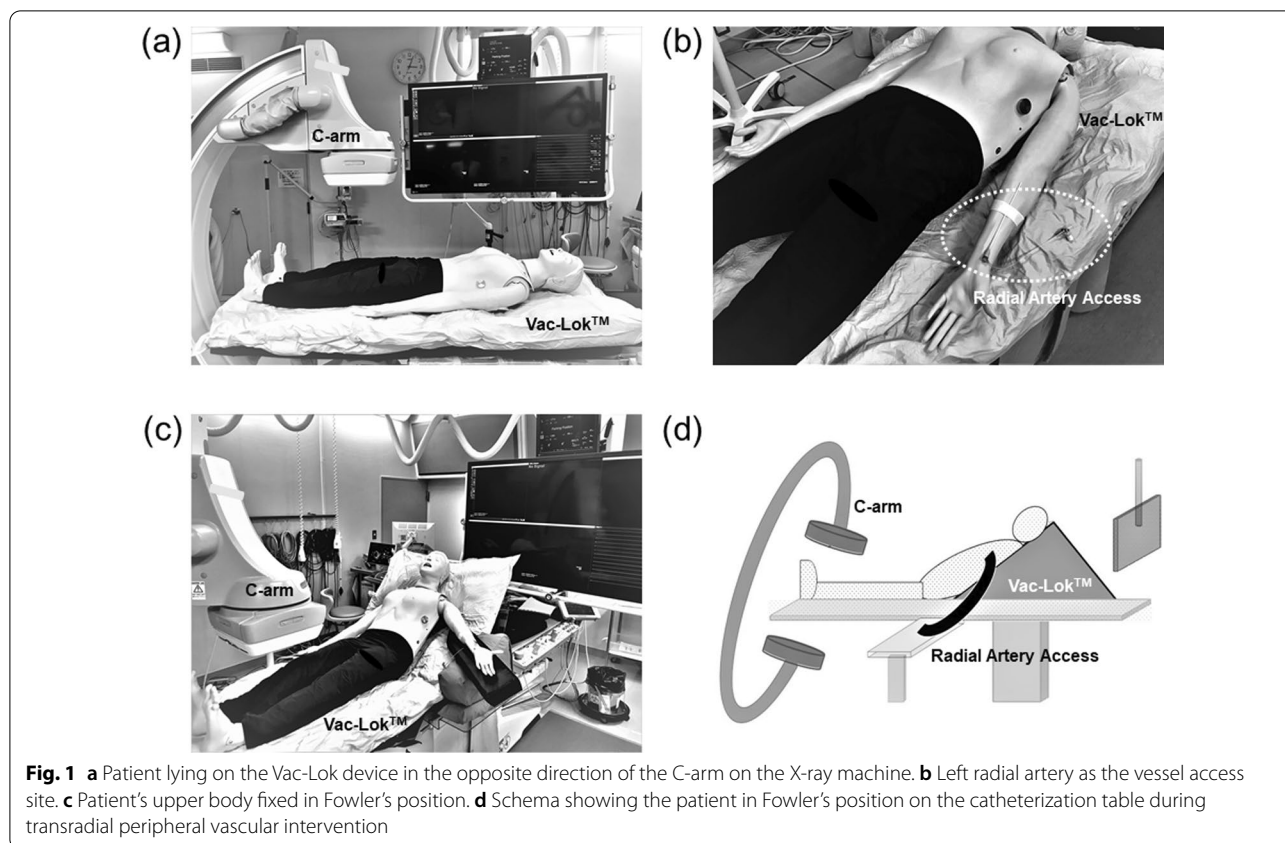 (a)
C-arm
Vac-Lok™
(b)
Vac-Lok™
Radial Artery Access
(c)
C-arm
Vac-Lok™
(d)
C-arm
Vac-Lok™
Radial Artery Access
Fig. 1 a Patient lying on the Vac-Lok device in the opposite direction of the C-arm on the X-ray machine. b Left radial artery as the vessel access
site. c Patient's upper body fixed in Fowler's position. d Schema showing the patient in Fowler's position on the catheterization table during
transradial peripheral vascular intervention